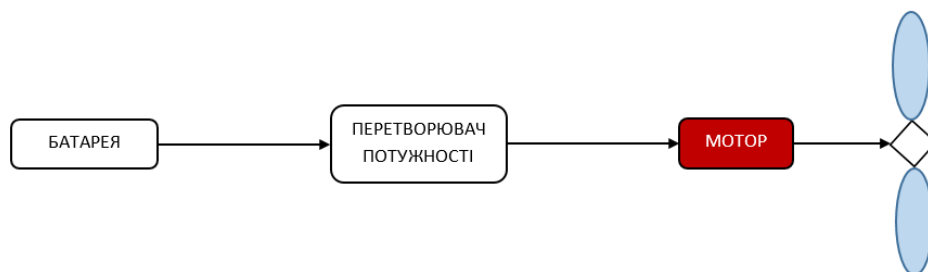 БАТАРЕЯ
ПЕРЕТВОРЮВАЧ
ПОТУЖНОСТІ
МОТОР